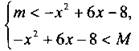 m < -x² + 6x - 8,
-x² + 6x - 8 < M